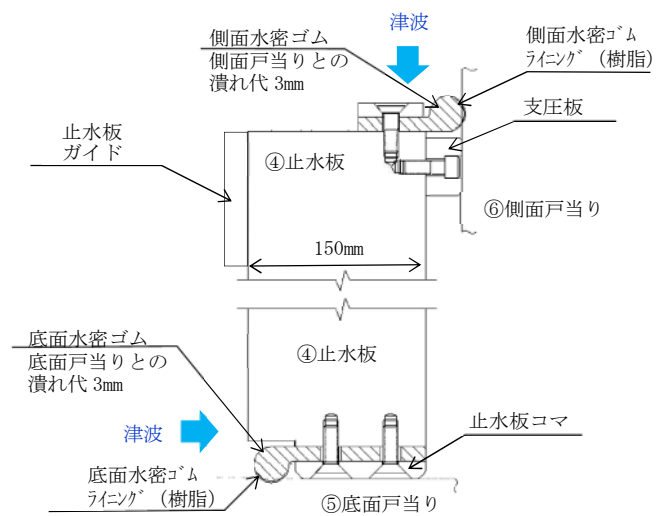 津波
側面水密ゴム
側面戸当りとの
潰れ代 3mm
側面水密ゴム
ライニング（樹脂）
支圧板
止水板
ガイド
④止水板
⑥側面戸当り
150mm
④止水板
底面水密ゴム
底面戸当りとの
潰れ代 3mm
津波
止水板コマ
底面水密ゴム
ライニング（樹脂）
⑤底面戸当り